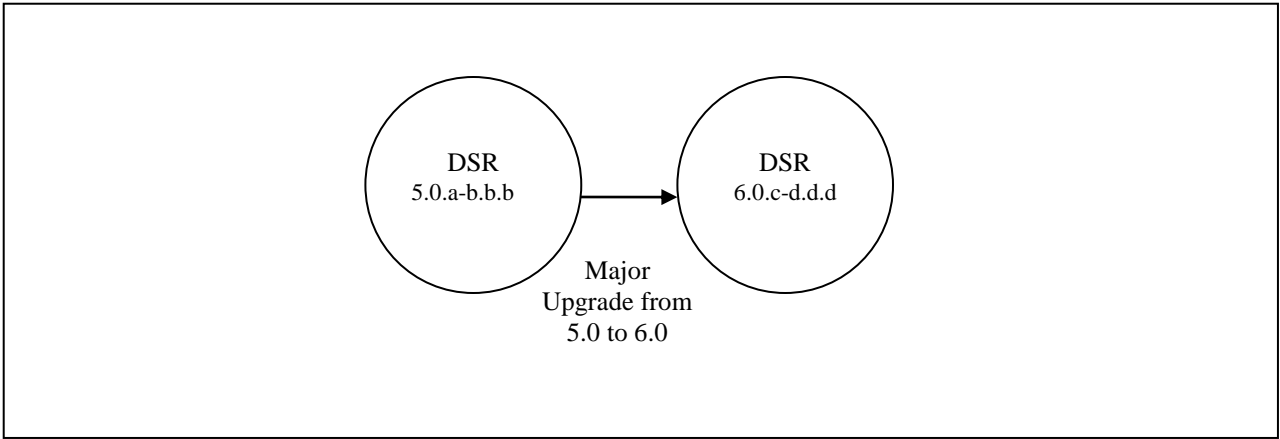 DSR
5.0.a-b.b.b
DSR
6.0.c-d.d.d
Major
Upgrade from
5.0 to 6.0